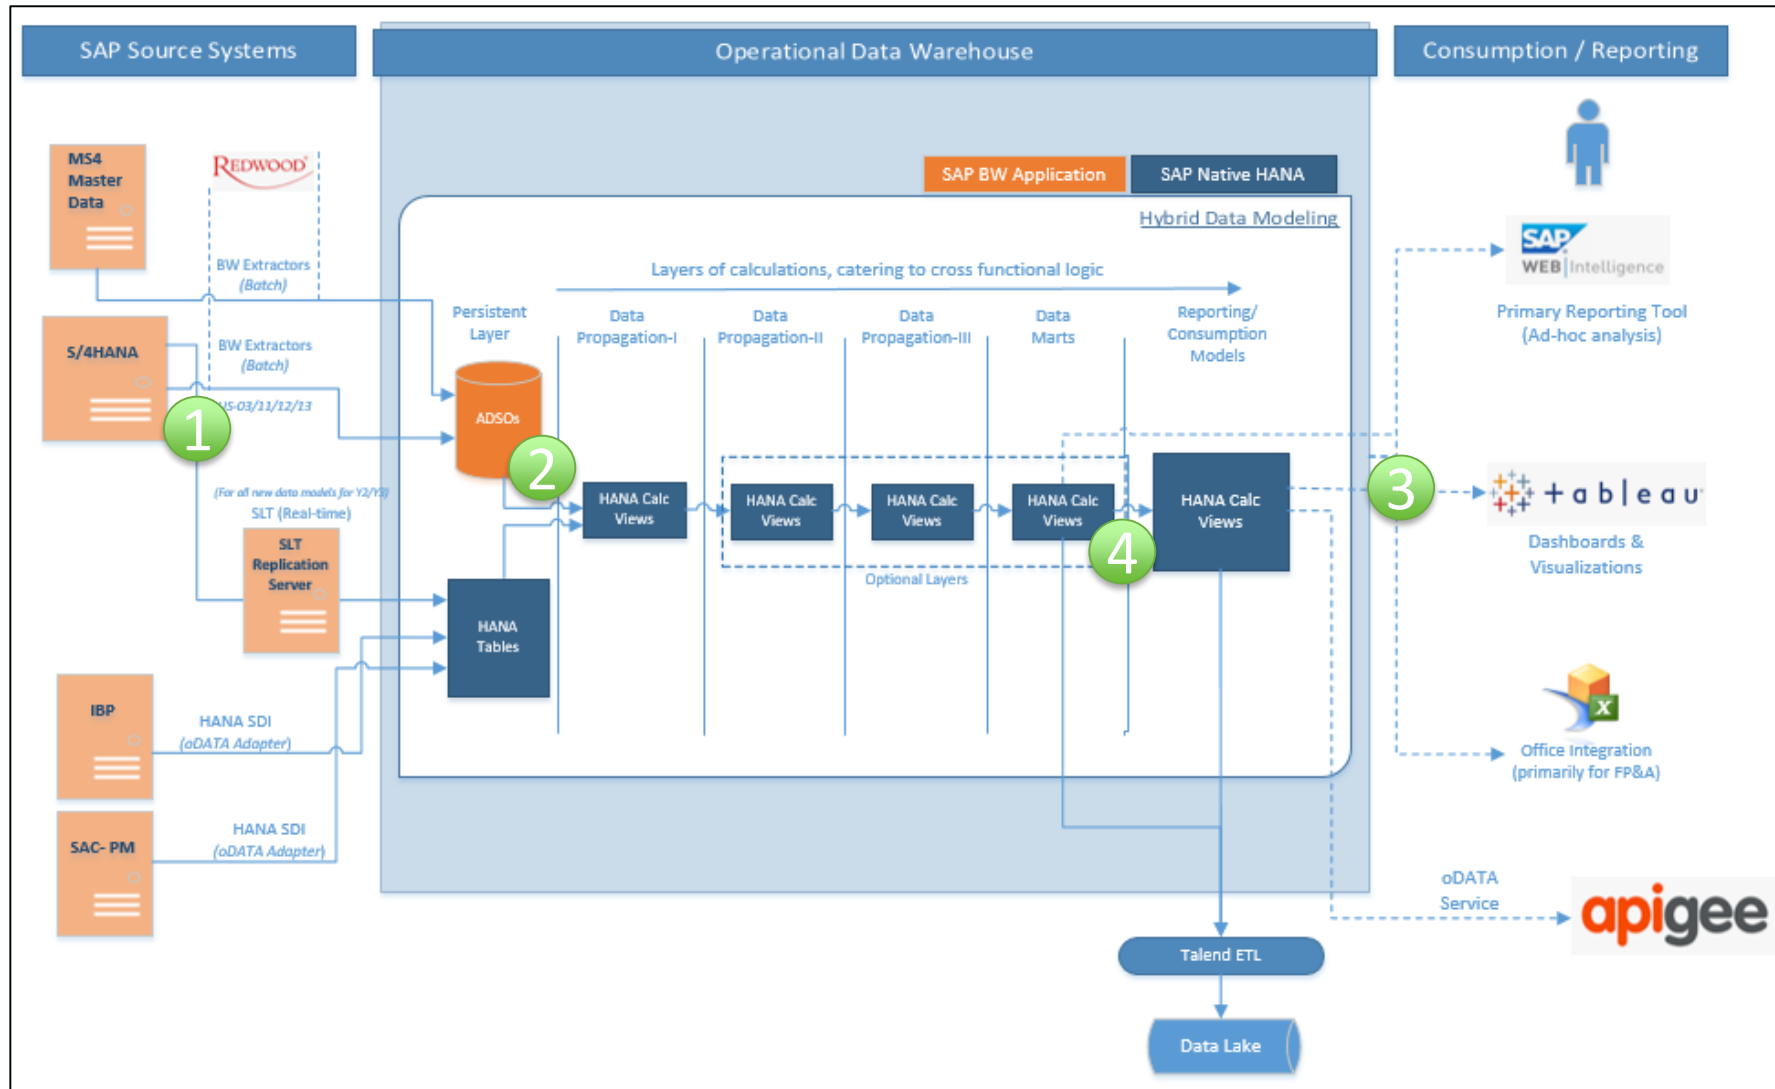 SAP Source Systems
Operational Data Warehouse
Consumption / Reporting
MS4
Master
Data
REDWOOD®
BW Extractors
(Batch)
S/4HANA
BW Extractors
(Batch)
-03/11/12/13
1
(For all new data models for Y2/Y3)
SLT (Real-time)
SLT
Replication
Server
IBP
HANA SDI
(oDATA Adapter)
SAC- PM
HANA SDI
(oDATA Adapter)
SAP BW Application
SAP Native HANA
Hybrid Data Modeling
Layers of calculations, catering to cross functional logic
Persistent
Layer
Data
Propagation-I
Data
Propagation-II
Data
Propagation-III
Data
Marts
Reporting/
Consumption
Models
ADSOs
2
HANA Calc
Views
HANA Calc
Views
HANA Calc
Views
HANA Calc
Views
4
HANA Calc
Views
Optional Layers
HANA
Tables
3
SAP
WEB Intelligence
Primary Reporting Tool
(Ad-hoc analysis)
+ableau
Dashboards &
Visualizations
X
Office Integration
(primarily for FP&A)
oDATA
Service
apigee
Talend ETL
Data Lake